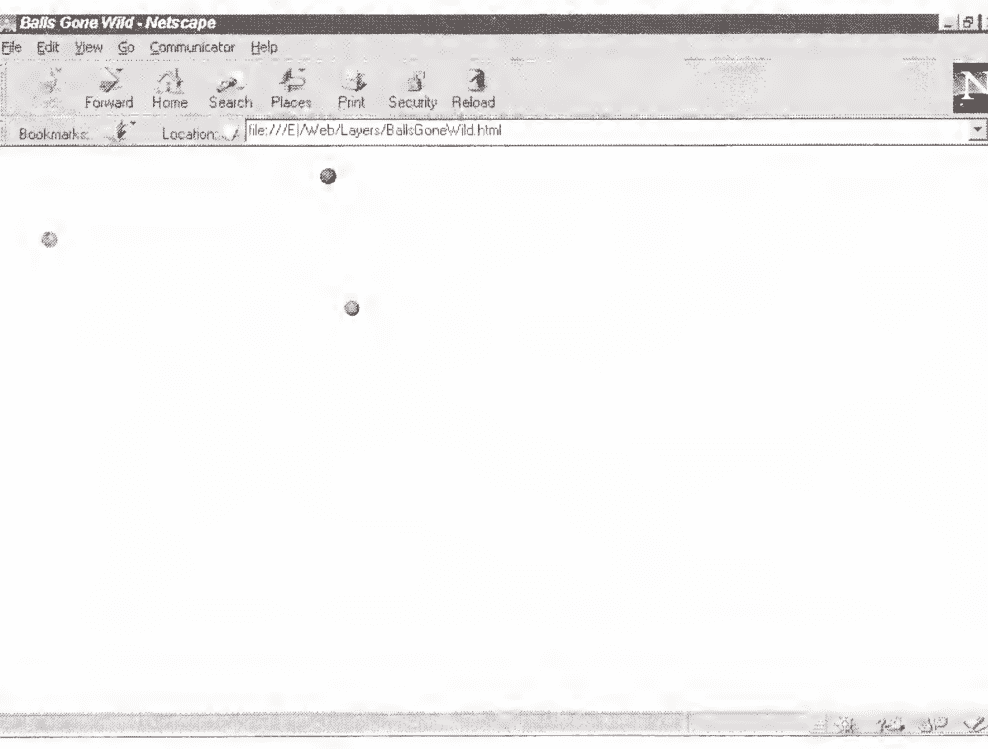 Balls Gone Wild - Netscape
File Edit View Go Communicator Help
Forward Home Search Places Print Security Reload
N
Bookmarks: Location: file:///E|/Web/Layers/BallsGoneWild.html